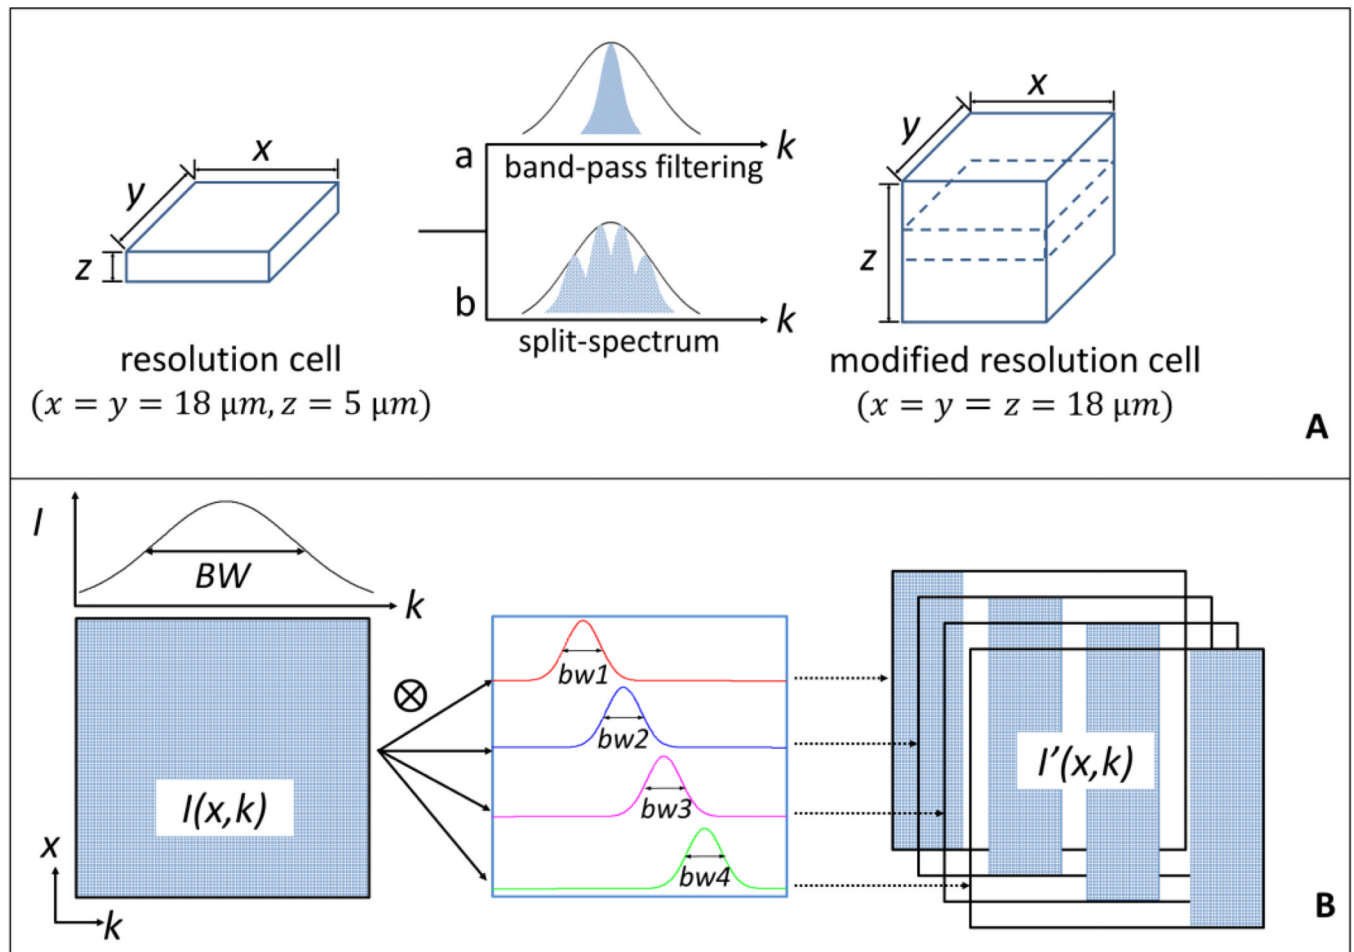 x
y
z
resolution cell
(x = y = 18 μm, z = 5 μm)
a
k
band-pass filtering
b
k
split-spectrum
x
y
z
modified resolution cell
(x = y = z = 18 μm)
A
I
BW
k
I(x,k)
x
k
⊗
bw1
bw2
bw3
bw4
I’(x,k)
B